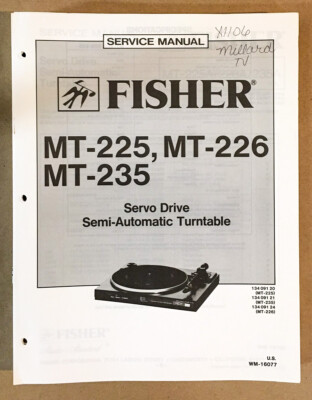 SERVICE MANUAL
X1106
Millard
TV
FISHER®
MT-225, MT-226
MT-235
Servo Drive
Semi-Automatic Turntable
134 091 20
(MT-225)
134 091 21
(MT-235)
134 091 24
(MT-226)
U.S.
WM-16077